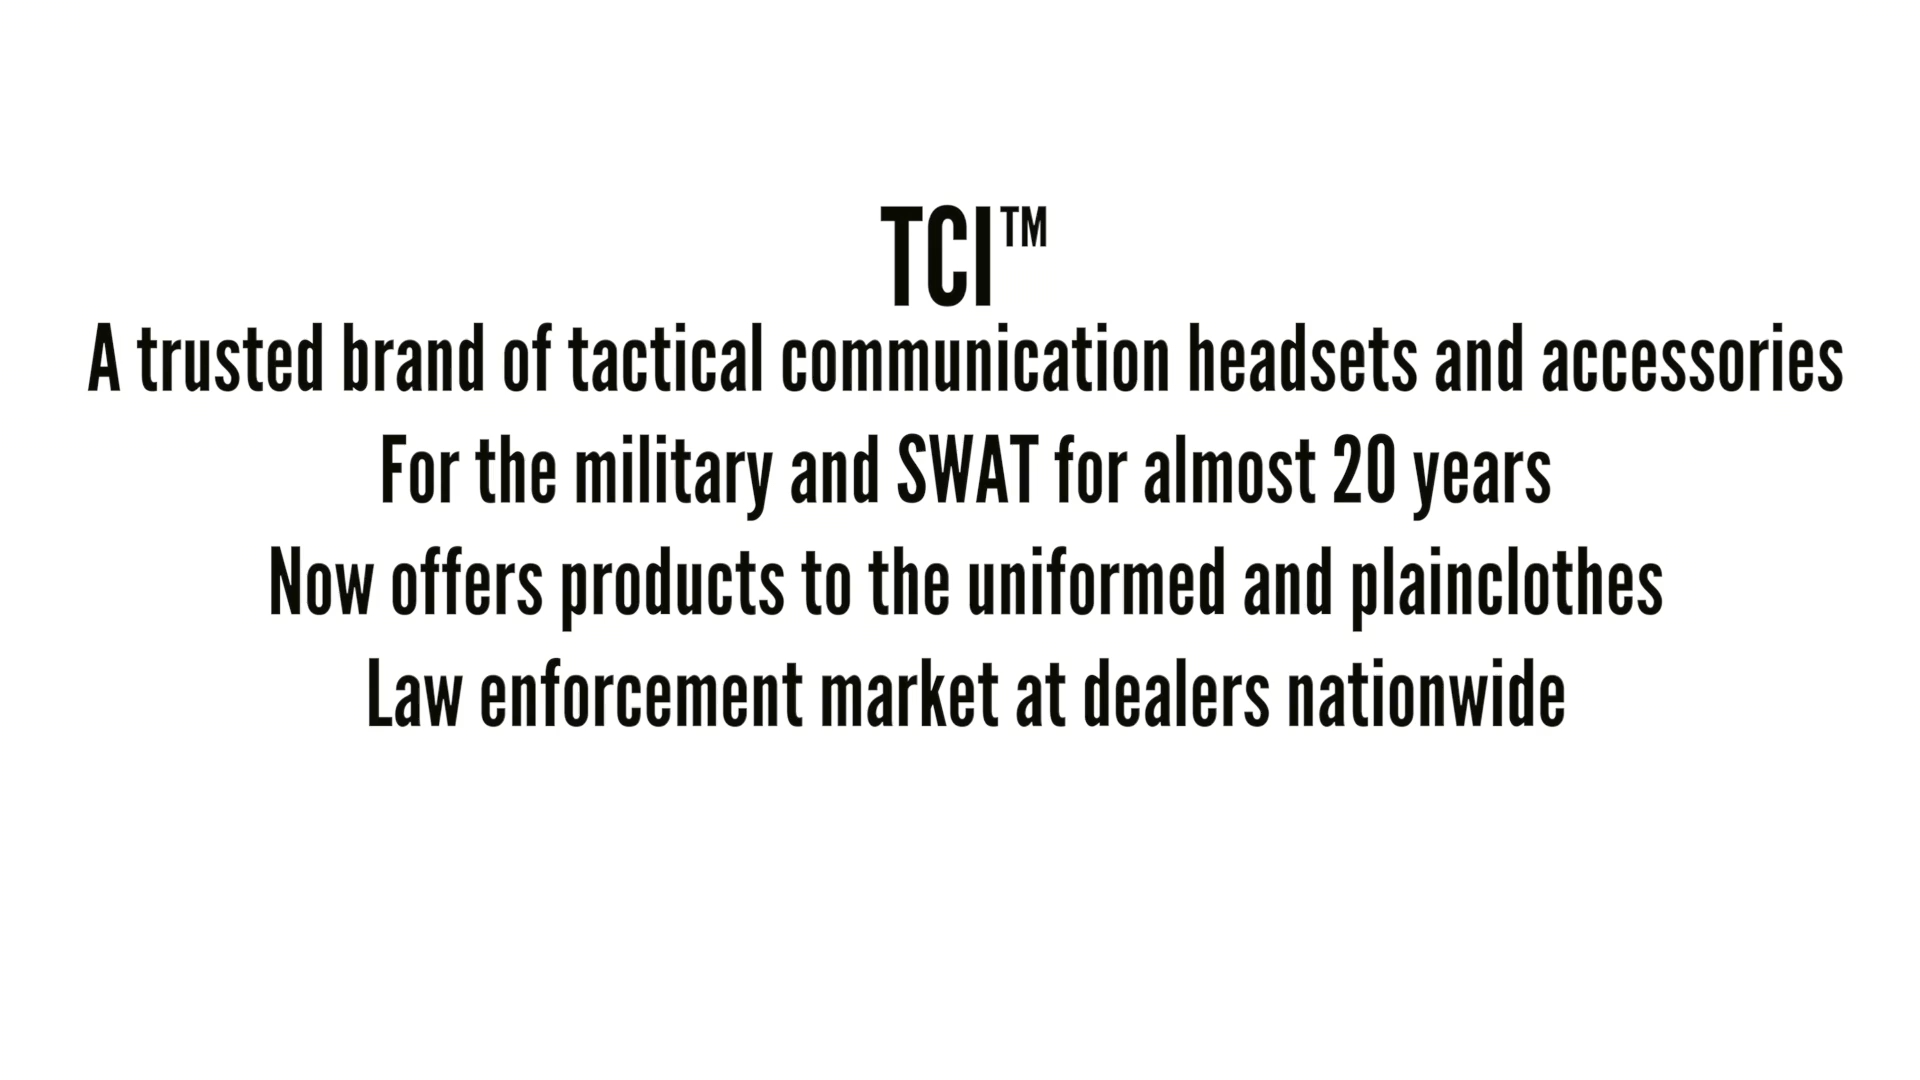 TCI™
A trusted brand of tactical communication headsets and accessories
For the military and SWAT for almost 20 years
Now offers products to the uniformed and plainclothes
Law enforcement market at dealers nationwide